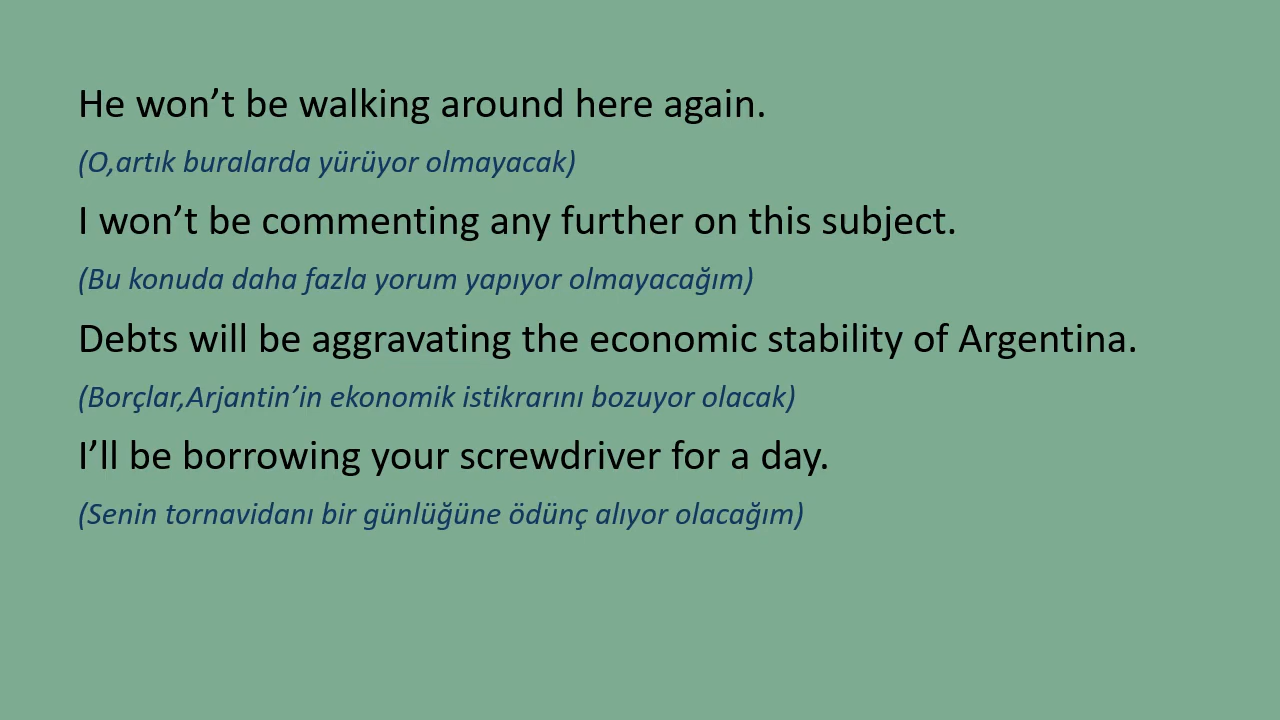 He won’t be walking around here again.
(O,artık buralarda yürüyor olmayacak)
I won’t be commenting any further on this subject.
(Bu konuda daha fazla yorum yapıyor olmayacağım)
Debts will be aggravating the economic stability of Argentina.
(Borçlar,Arjantin’in ekonomik istikrarını bozuyor olacak)
I’ll be borrowing your screwdriver for a day.
(Senin tornavidanı bir günlüğüne ödünç alıyor olacağım)